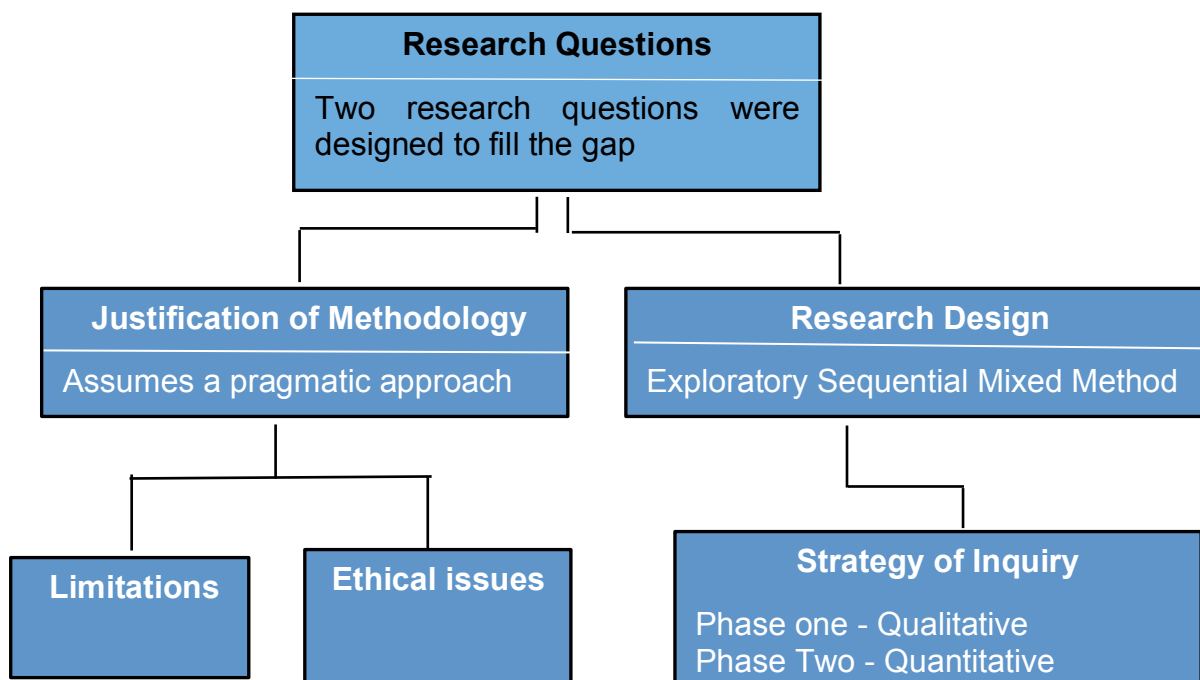 Research Questions
Two research questions were
designed to fill the gap
Justification of Methodology
Assumes a pragmatic approach
Research Design
Exploratory Sequential Mixed Method
Limitations
Ethical issues
Strategy of Inquiry
Phase one - Qualitative
Phase Two - Quantitative